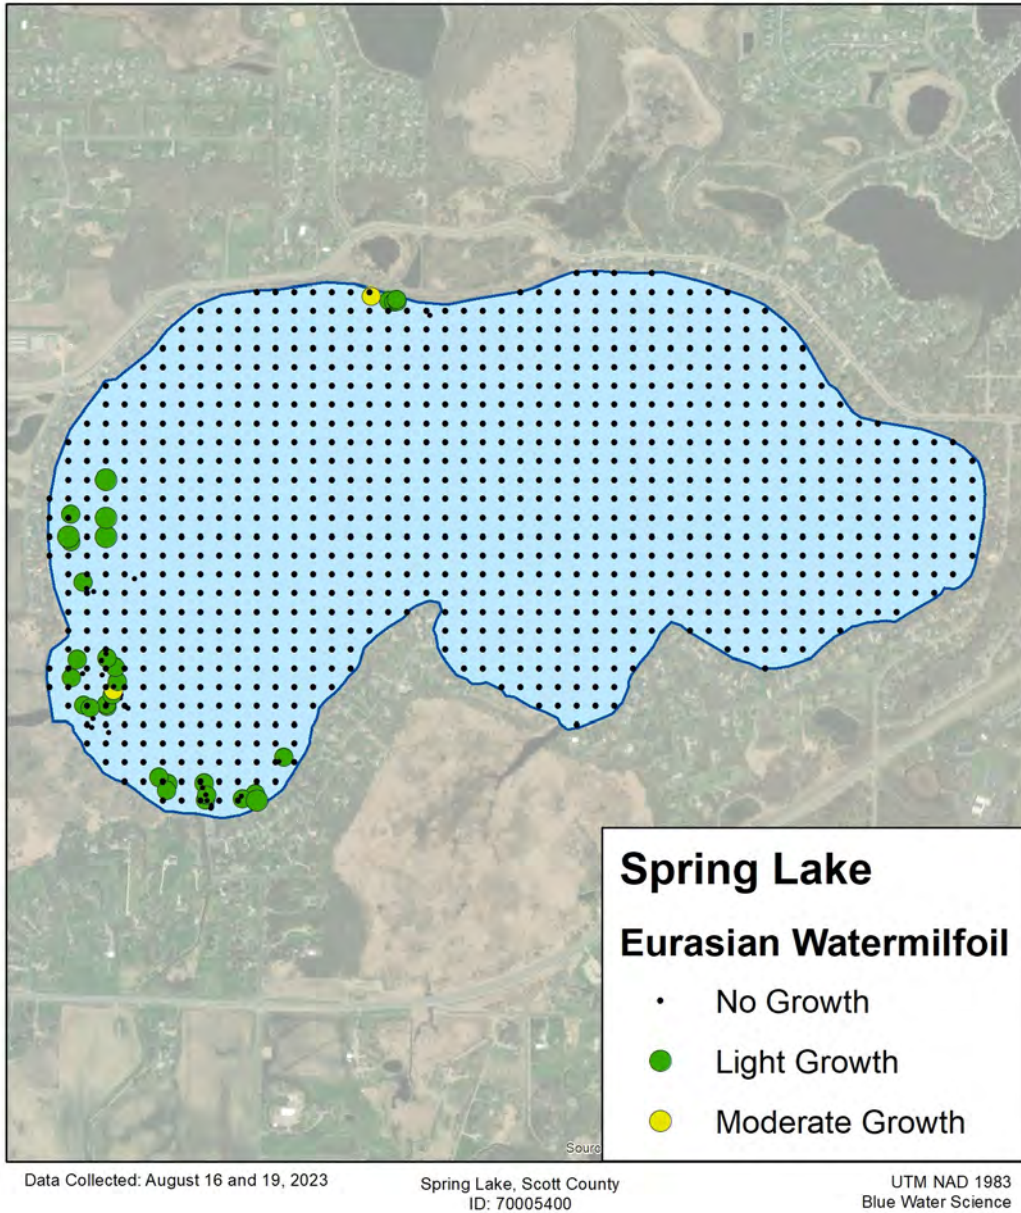 Spring Lake
Eurasian Watermilfoil
No Growth
Light Growth
Moderate Growth
Data Collected: August 16 and 19, 2023
Spring Lake, Scott County
ID: 70005400
UTM NAD 1983
Blue Water Science